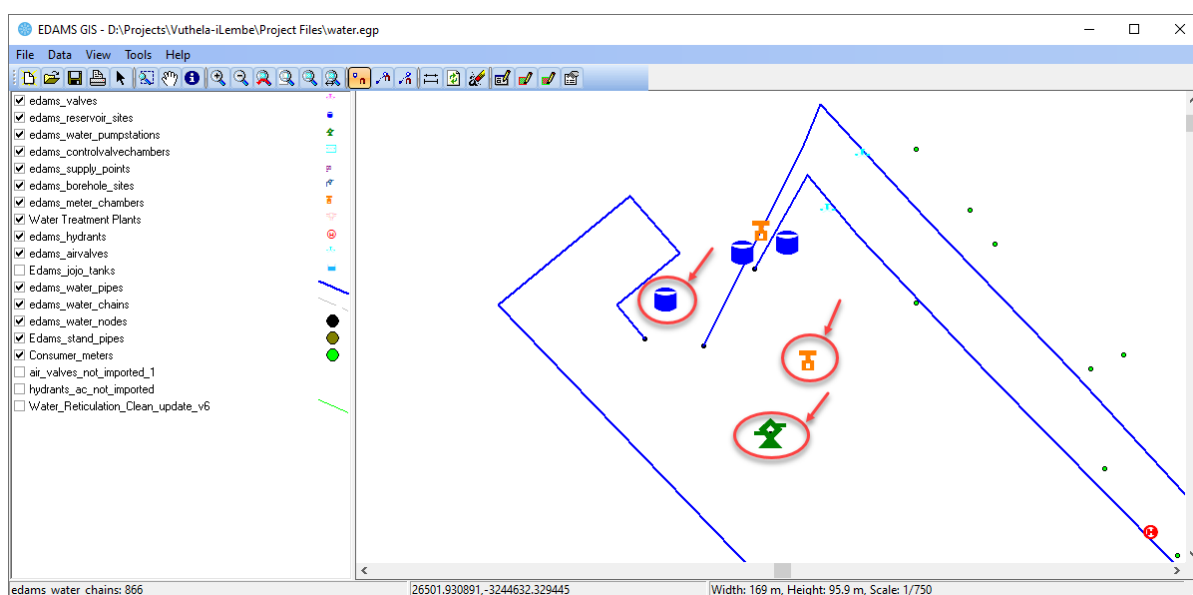 EDAMS GIS - D:\Projects\Vuthela-iLembe\Project Files\water.egp
File Data View Tools Help
edams_valves
edams_reservoir_sites
edams_water_pumpstations
edams_controlvalvechambers
edams_supply_points
edams_borehole_sites
edams_meter_chambers
Water Treatment Plants
edams_hydrants
edams_airvalves
Edams_jojo_tanks
edams_water_pipes
edams_water_chains
edams_water_nodes
Edams_stand_pipes
Consumer_meters
air_valves_not_imported_1
hydrants_ac_not_imported
Water_Reticulation_Clean_update_v6
edams_water_chains: 866 26501.930891,-3244632.329445 Width: 169 m, Height: 95.9 m, Scale: 1/750